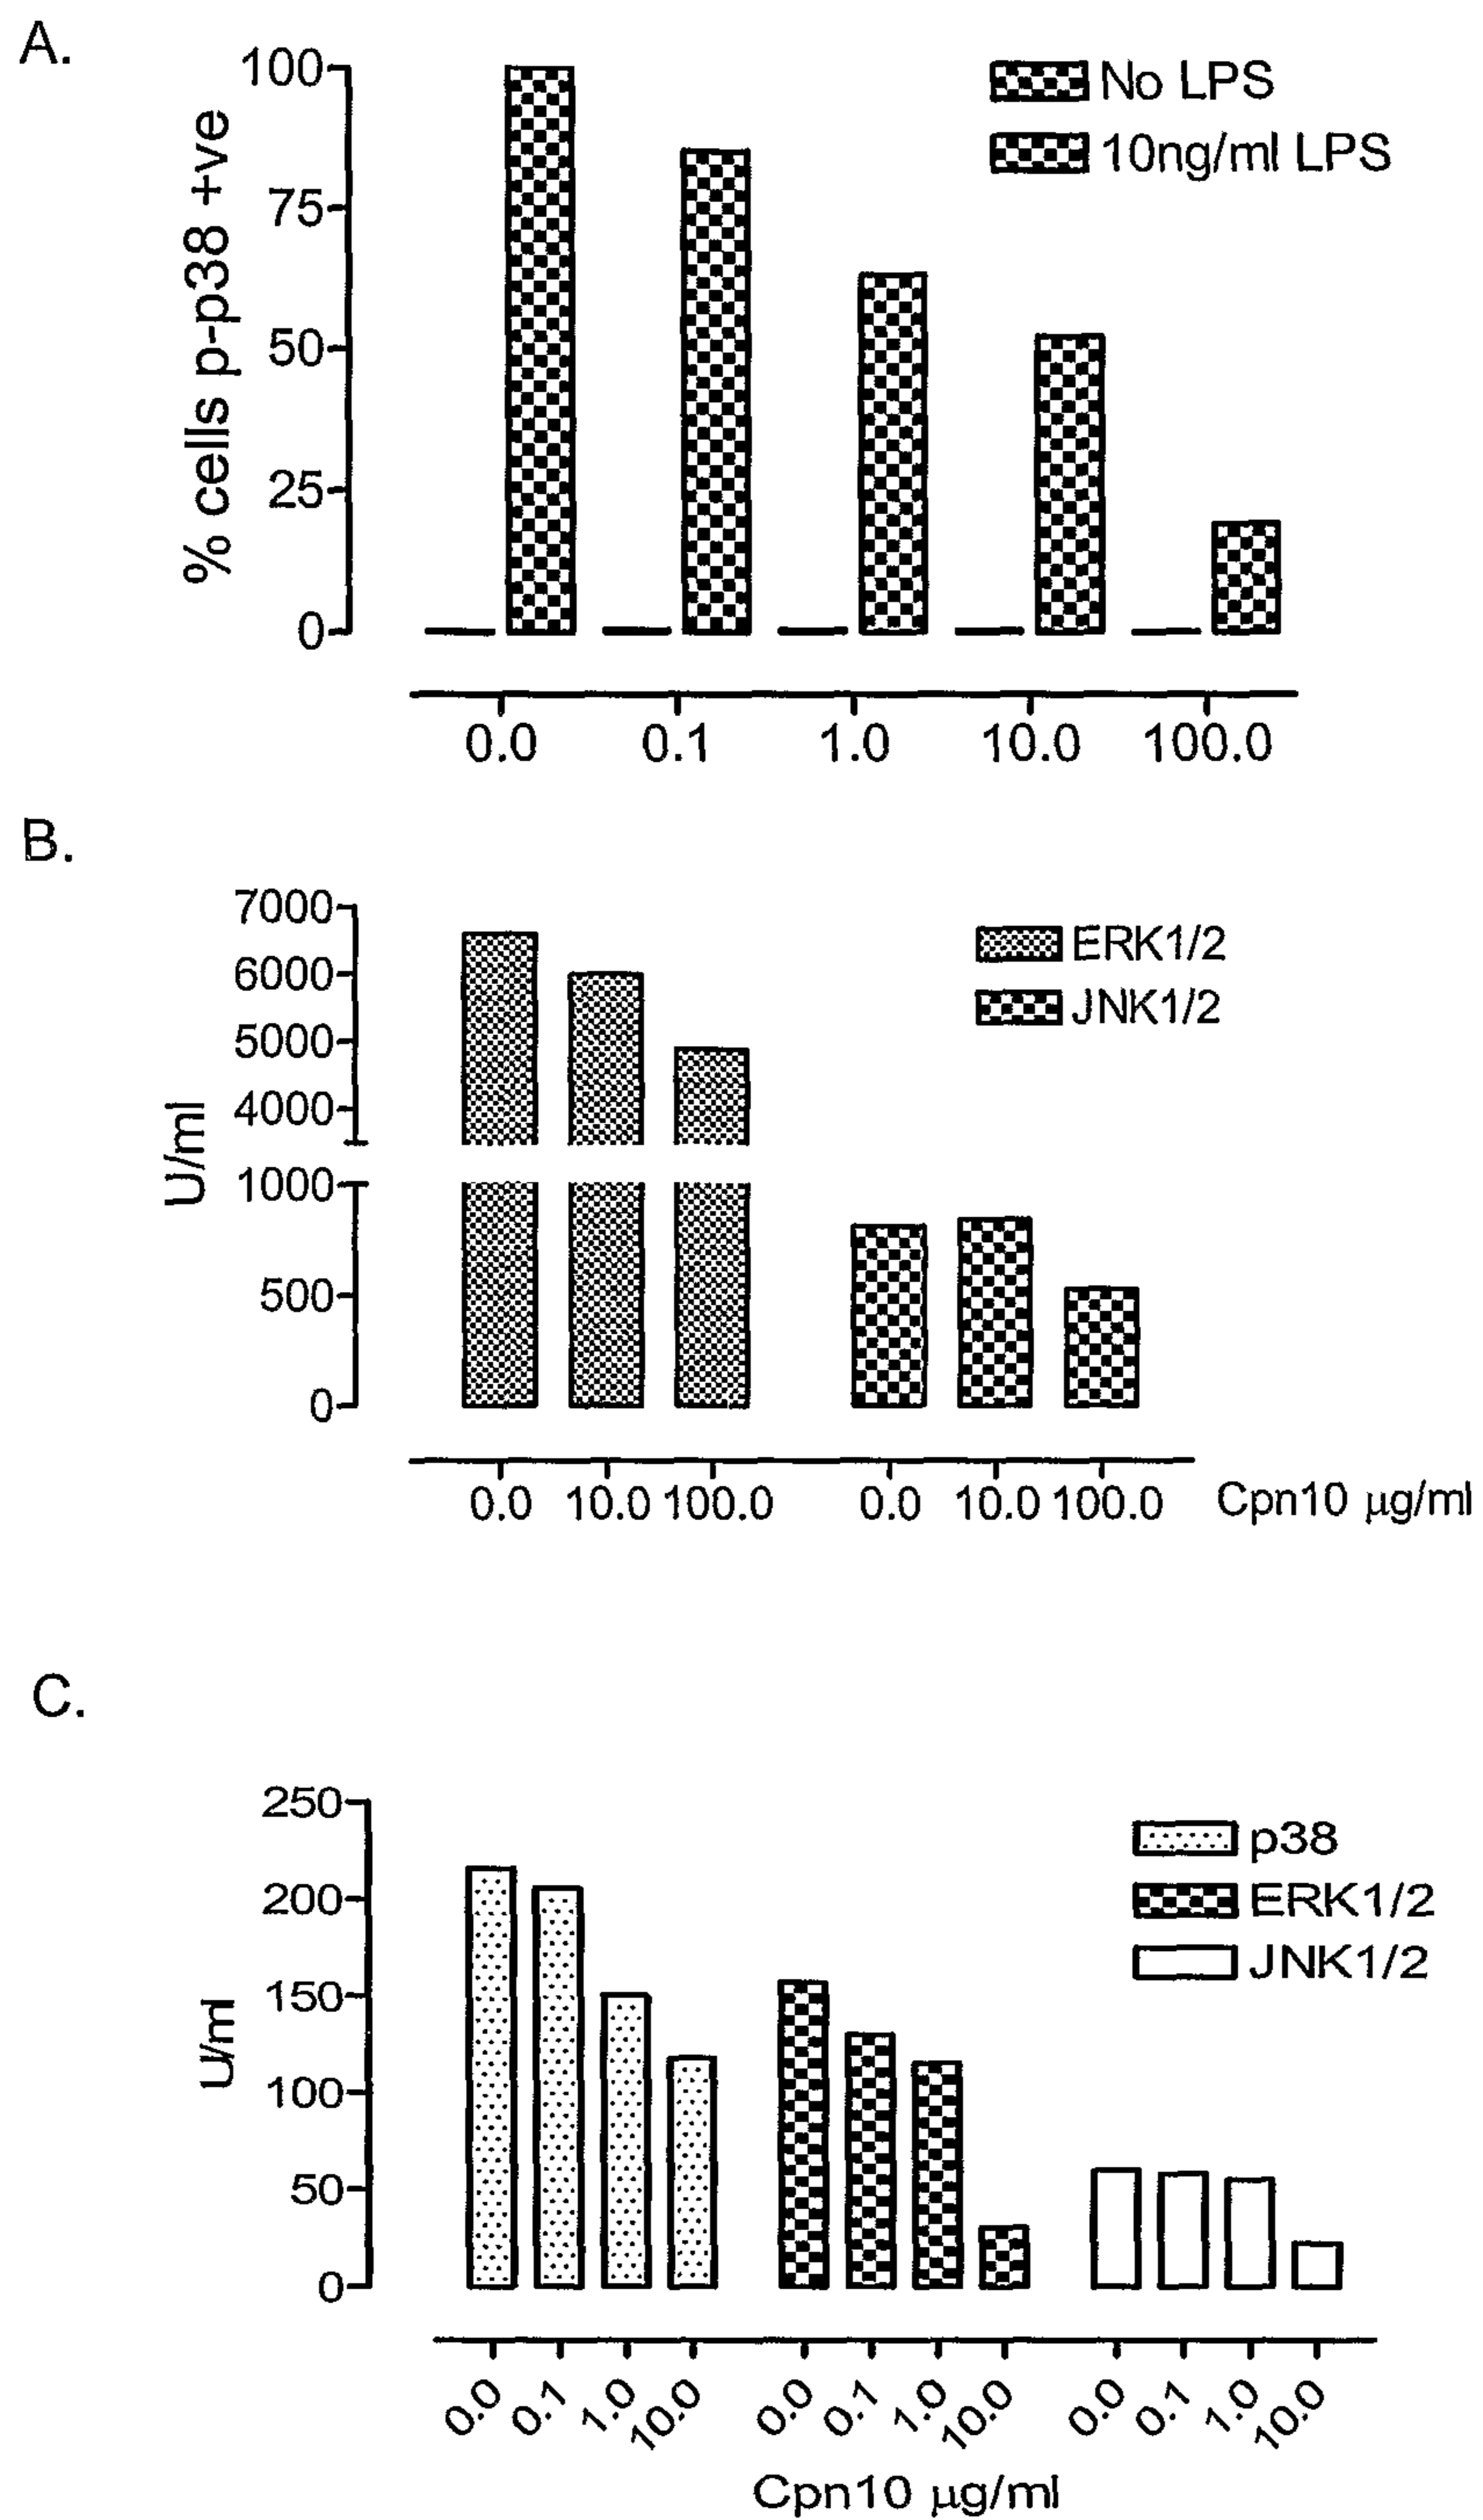 A.
% cells p-p38 +ve
100
75
50
25
0
No LPS
10ng/ml LPS
0.0 0.1 1.0 10.0 100.0
B.
U/ml
7000
6000
5000
4000
1000
500
0
ERK1/2
JNK1/2
0.0 10.0 100.0 0.0 10.0 100.0 Cpn10 µg/ml
C.
U/ml
250
200
150
100
50
0
p38
ERK1/2
JNK1/2
0.0 0.1 1.0 10.0 0.0 0.1 1.0 10.0 0.0 0.1 1.0 10.0
Cpn10 µg/ml